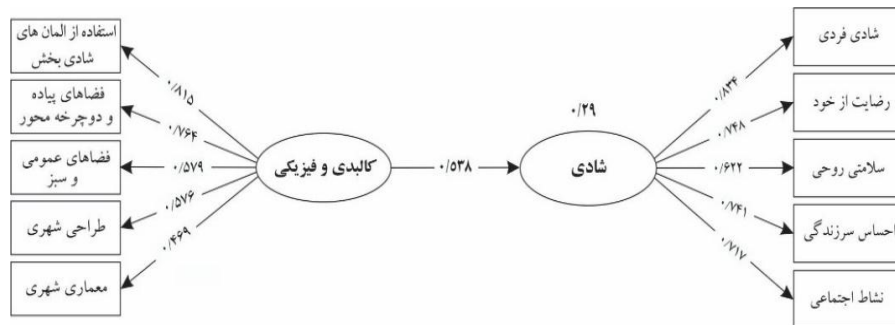 شادی فردی
رضایت از خود
سلامتی روحی
احساس سرزندگی
نشاط اجتماعی
۰/۸۳۴
۰/۷۴۸
۰/۶۲۲
۰/۷۴۱
۰/۷۱۷
۰/۲۹
شادی
۰/۵۳۸
کالبدی و فیزیکی
۰/۸۱۵
۰/۷۶۴
۰/۵۷۹
۰/۵۷۶
۰/۴۶۹
استفاده از المان های
شادی بخش
فضاهای پیاده
و دوچرخه محور
فضاهای عمومی
و سبز
طراحی شهری
معماری شهری